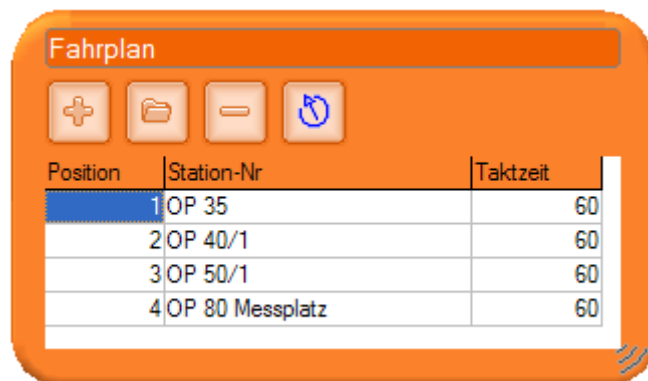 Fahrplan
Position Station-Nr Taktzeit
1 OP 35 60
2 OP 40/1 60
3 OP 50/1 60
4 OP 80 Messplatz 60